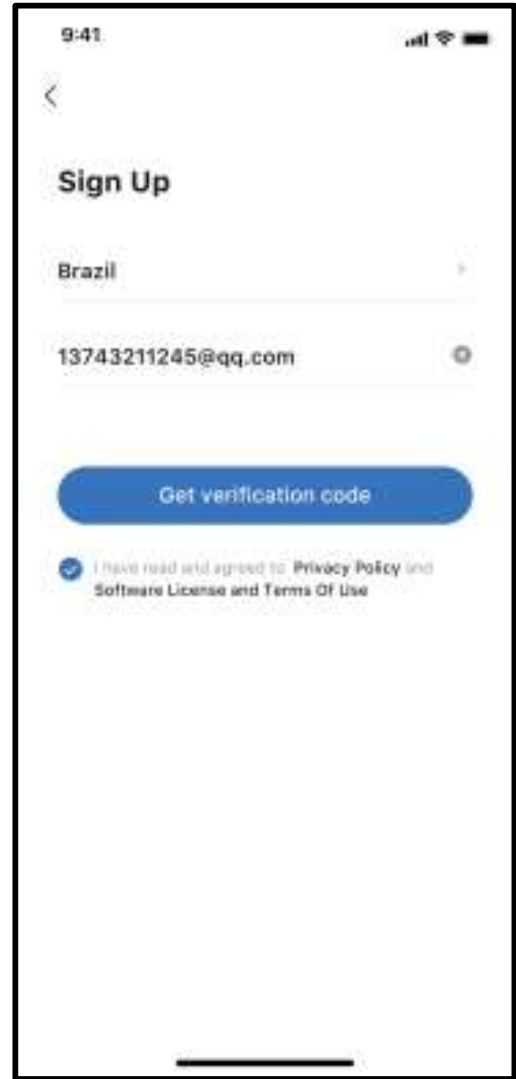 9:41
Sign Up
Brazil
13743211245@qq.com
Get verification code
I have read and agreed to Privacy Policy and
Software License and Terms Of Use